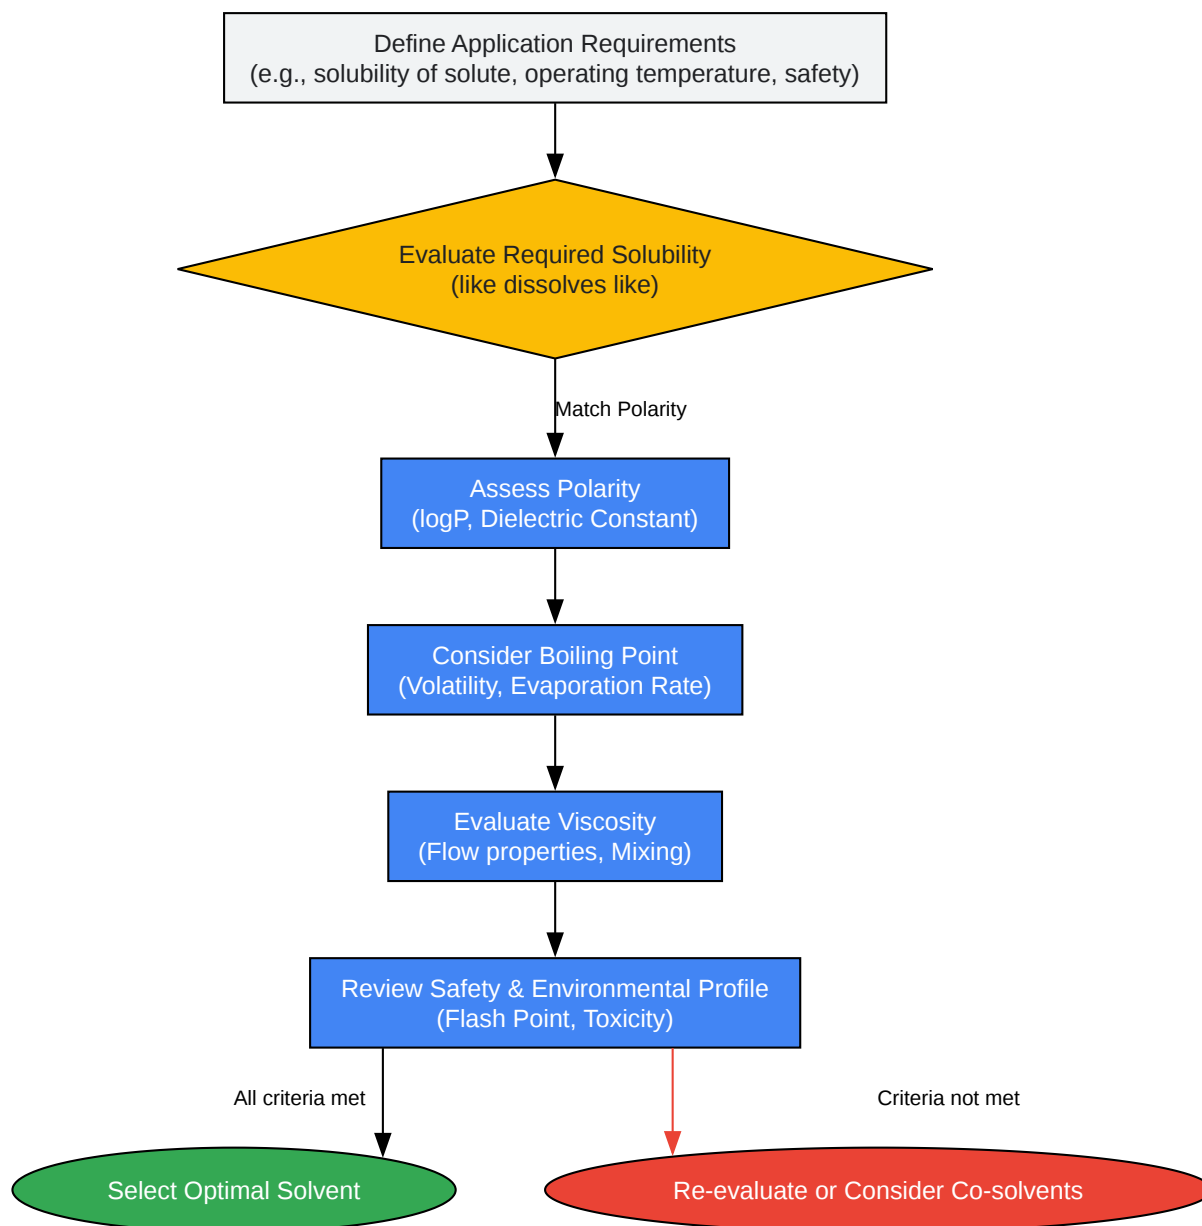 Define Application Requirements
(e.g., solubility of solute, operating temperature, safety)
Evaluate Required Solubility
(like dissolves like)
Match Polarity
Assess Polarity
(logP, Dielectric Constant)
Consider Boiling Point
(Volatility, Evaporation Rate)
Evaluate Viscosity
(Flow properties, Mixing)
Review Safety & Environmental Profile
(Flash Point, Toxicity)
All criteria met
Criteria not met
Select Optimal Solvent
Re-evaluate or Consider Co-solvents